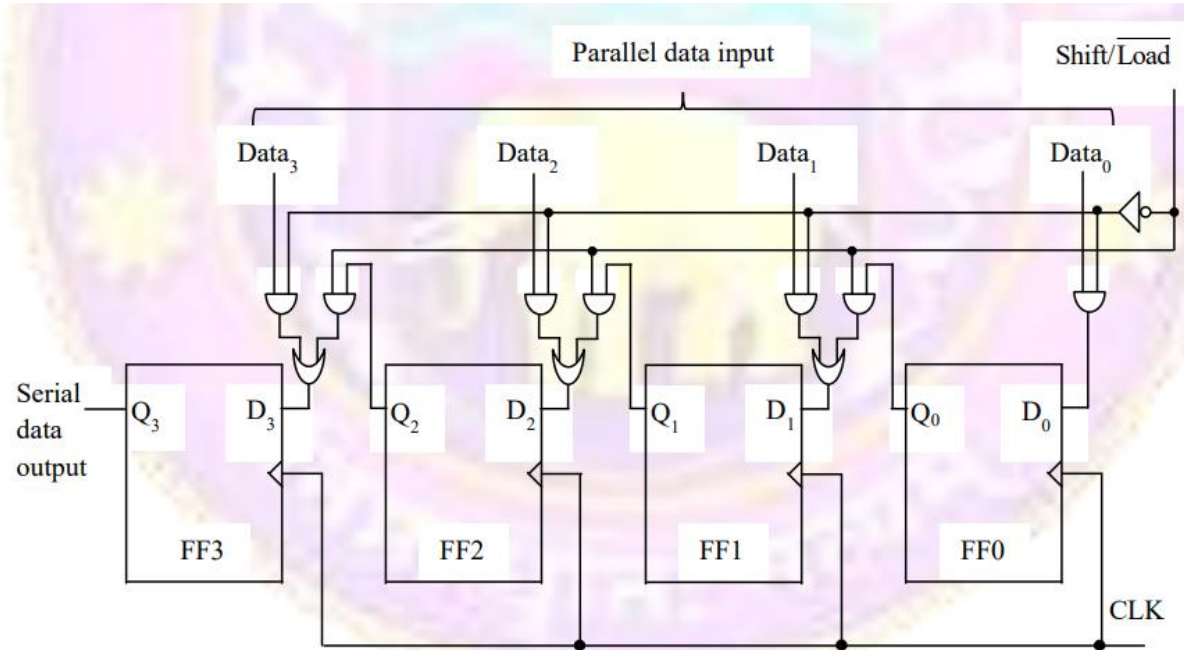 Parallel data input
Shift/L̅o̅a̅d̅
Data₃
Data₂
Data₁
Data₀
Serial
data
output
Q₃
D₃
Q₂
D₂
Q₁
D₁
Q₀
D₀
FF3
FF2
FF1
FF0
CLK